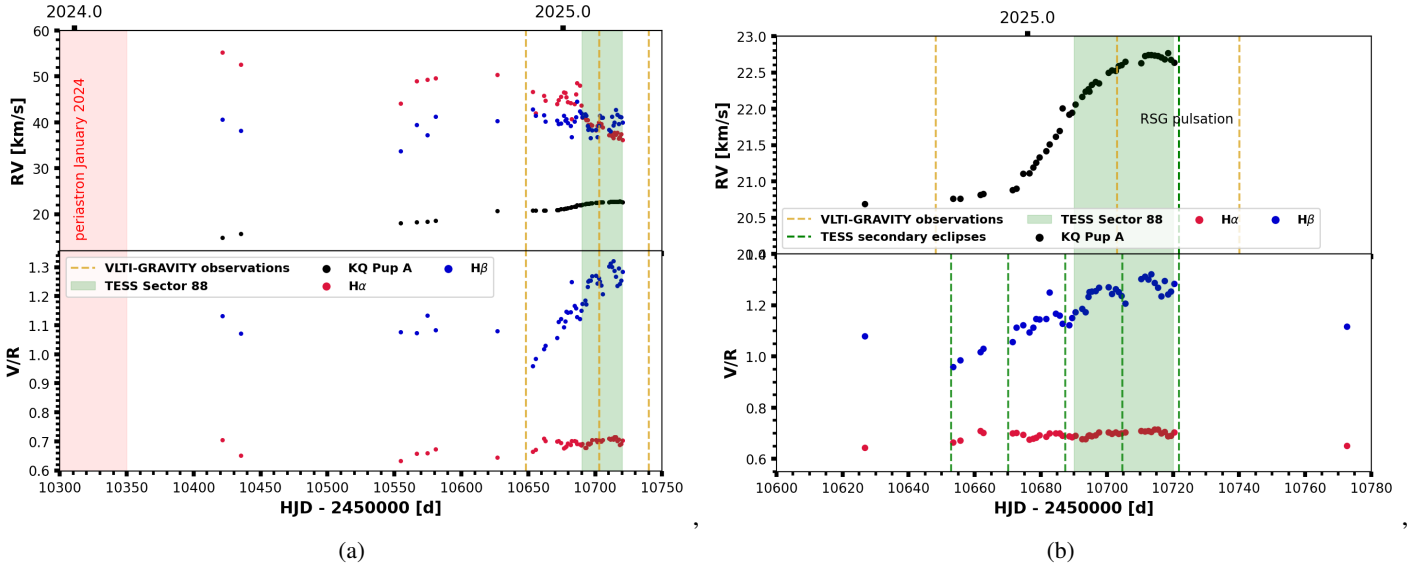 2024.0 2025.0
60
50
40
30
20
RV [km/s]
periastron January 2024
1.3
1.2
1.1
1.0
0.9
0.8
0.7
0.6
V/R
VLTI-GRAVITY observations KQ Pup A Hβ
TESS Sector 88 Hα
10300 10350 10400 10450 10500 10550 10600 10650 10700 10750
HJD - 2450000 [d]
,
(a)
2025.0
23.0
22.5
22.0
21.5
21.0
20.5
RV [km/s]
RSG pulsation
VLTI-GRAVITY observations TESS Sector 88 Hα Hβ
TESS secondary eclipses KQ Pup A
1.2
1.0
0.8
0.6
V/R
10600 10620 10640 10660 10680 10700 10720 10740 10760 10780
HJD - 2450000 [d]
,
(b)